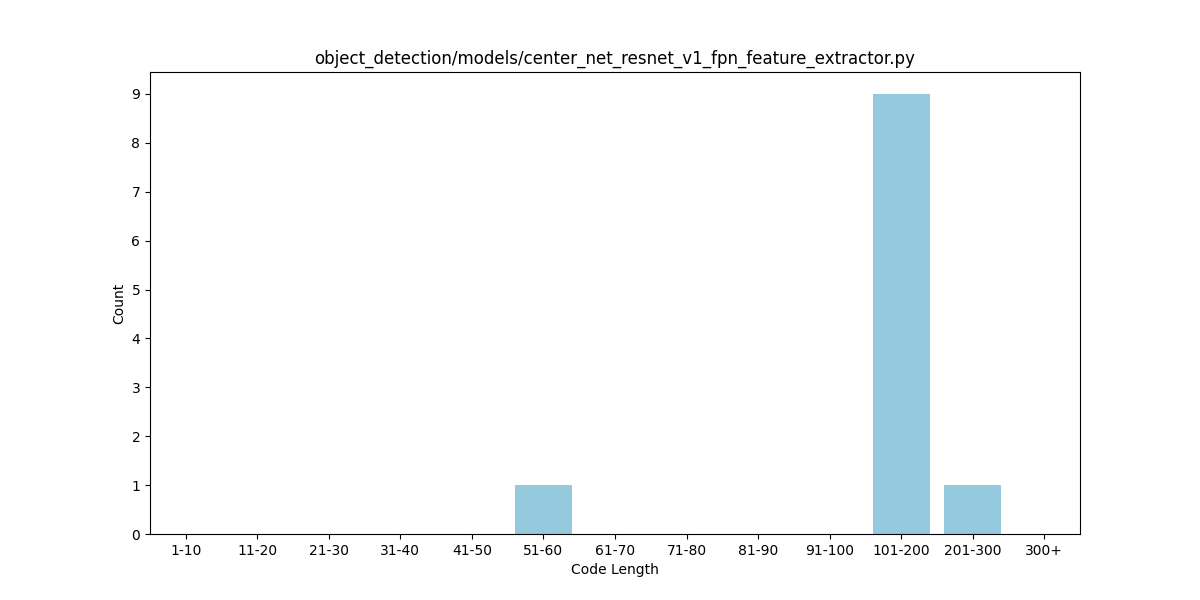 object_detection/models/center_net_resnet_v1_fpn_feature_extractor.py
9
8
7
6
5
4
3
2
1
0
Count
1-10 11-20 21-30 31-40 41-50 51-60 61-70 71-80 81-90 91-100 101-200 201-300 300+
Code Length